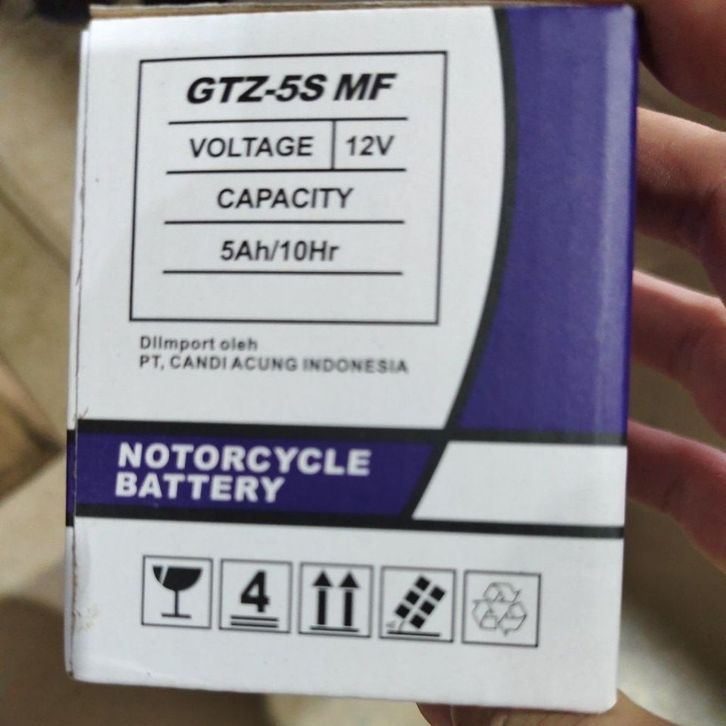 GTZ-5S MF
VOLTAGE 12V
CAPACITY
5Ah/10Hr
DIImport oleh
PT, CANDI ACUNG INDONESIA
NOTORCYCLE
BATTERY
4